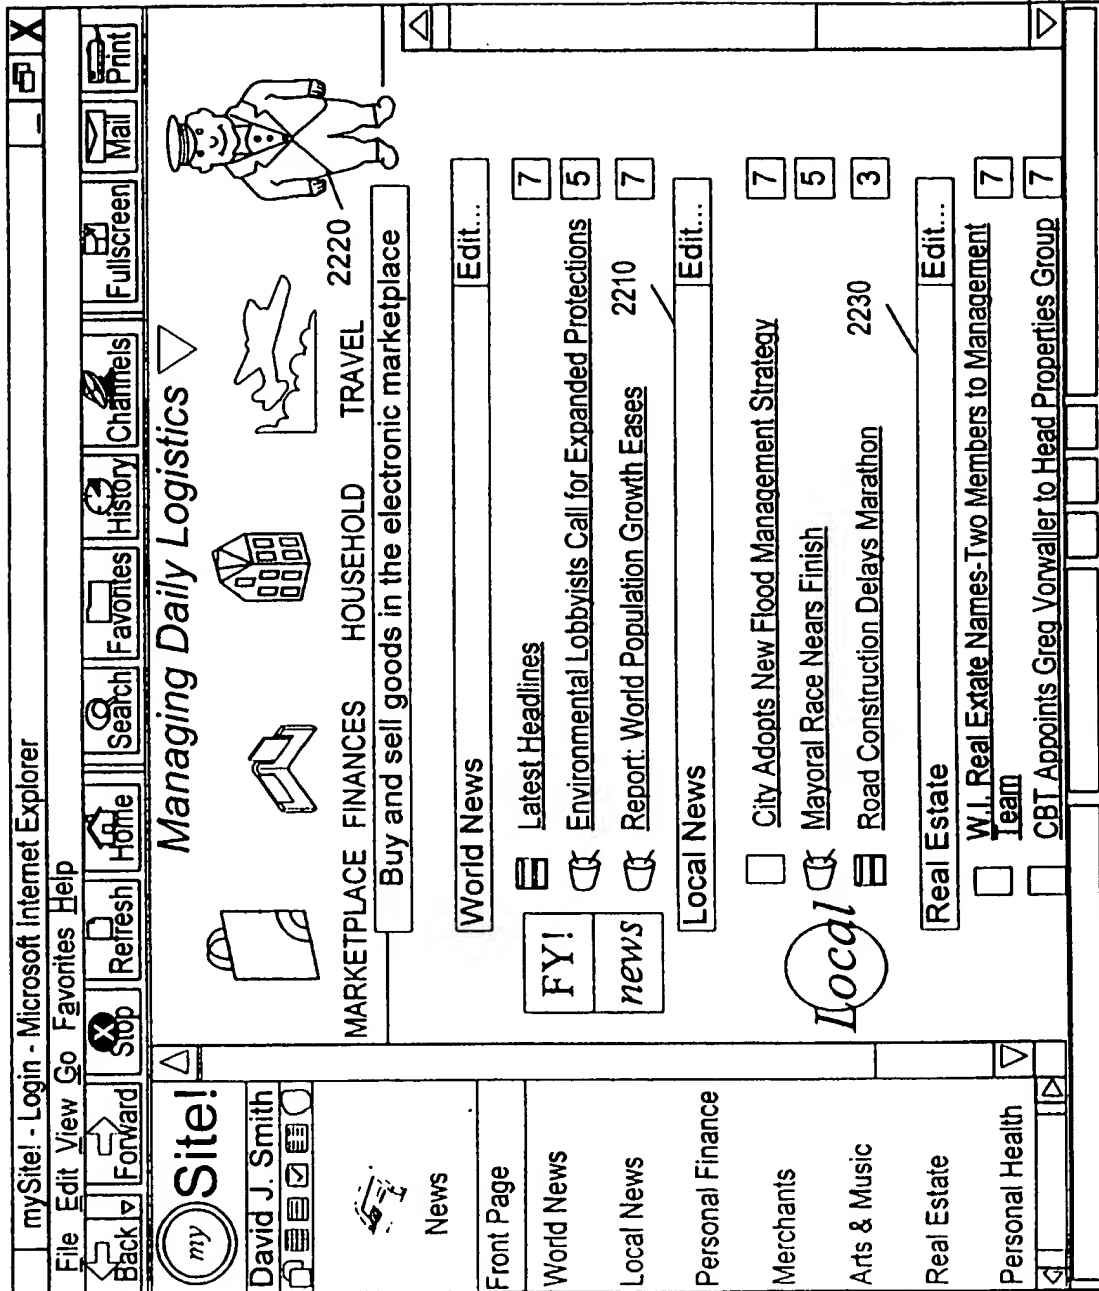 mySite! - Login - Microsoft Internet Explorer
File Edit View Go Favorites Help
Back Forward Stop Refresh Home Search Favorites History Channels Fullscreen Mail Print
my Site!
David J. Smith
News
Front Page
World News
Local News
Personal Finance
Merchants
Arts & Music
Real Estate
Personal Health
Managing Daily Logistics
MARKETPLACE FINANCES HOUSEHOLD TRAVEL
2220
Buy and sell goods in the electronic marketplace
World News Edit...
FY!
news
Latest Headlines 7
Environmental Lobbyists Call for Expanded Protections 5
Report: World Population Growth Eases 7
2210
Local News Edit...
Local
City Adopts New Flood Management Strategy 7
Mayoral Race Nears Finish 5
Road Construction Delays Marathon 3
2230
Real Estate Edit...
W.I. Real Extate Names-Two Members to Management 7
Team
CBT Appoints Greg Vorwaller to Head Properties Group 7